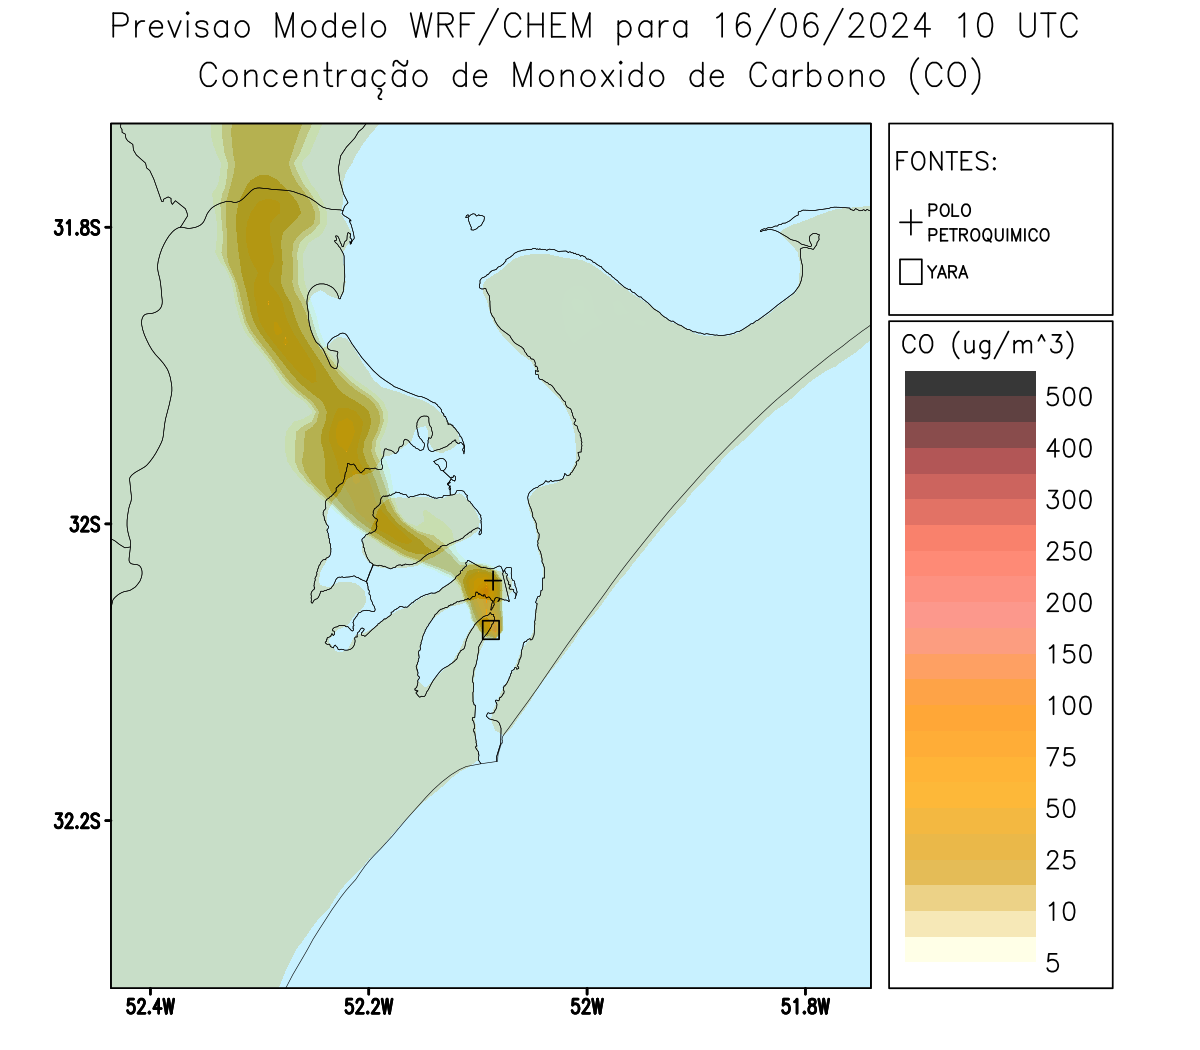 Previsao Modelo WRF/CHEM para 16/06/2024 10 UTC
Concentração de Monoxido de Carbono (CO)
FONTES:
POLO
PETROQUIMICO
YARA
CO (ug/m^3)
500
400
300
250
200
150
100
75
50
25
10
5
31.8S
32S
32.2S
52.4W
52.2W
52W
51.8W